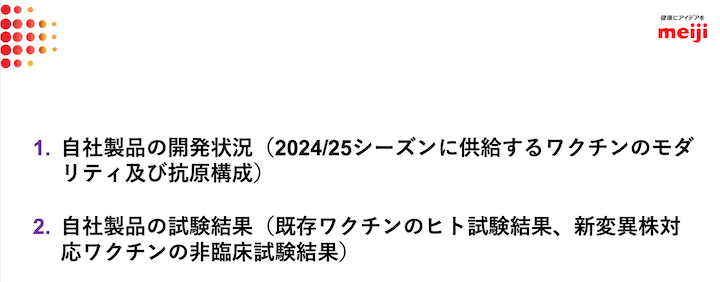 健康にアイデアを
meiji
1. 自社製品の開発状況（2024/25シーズンに供給するワクチンのモダ
リティ及び抗原構成）
2. 自社製品の試験結果（既存ワクチンのヒト試験結果、新変異株対
応ワクチンの非臨床試験結果）